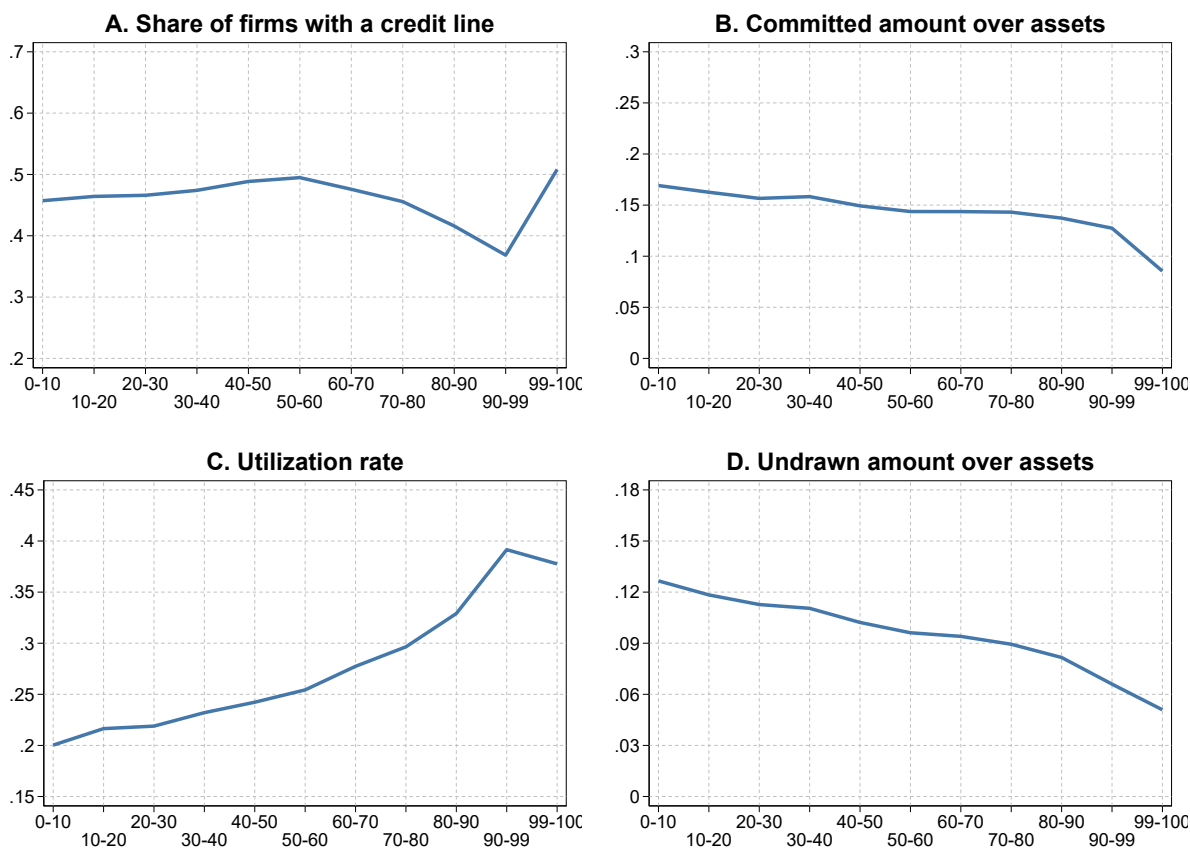 A. Share of firms with a credit line
.7
.6
.5
.4
.3
.2
0-10 20-30 40-50 60-70 80-90 99-100
10-20 30-40 50-60 70-80 90-99
B. Committed amount over assets
.3
.25
.2
.15
.1
.05
0
0-10 20-30 40-50 60-70 80-90 99-100
10-20 30-40 50-60 70-80 90-99
C. Utilization rate
.45
.4
.35
.3
.25
.2
.15
0-10 20-30 40-50 60-70 80-90 99-100
10-20 30-40 50-60 70-80 90-99
D. Undrawn amount over assets
.18
.15
.12
.09
.06
.03
0
0-10 20-30 40-50 60-70 80-90 99-100
10-20 30-40 50-60 70-80 90-99